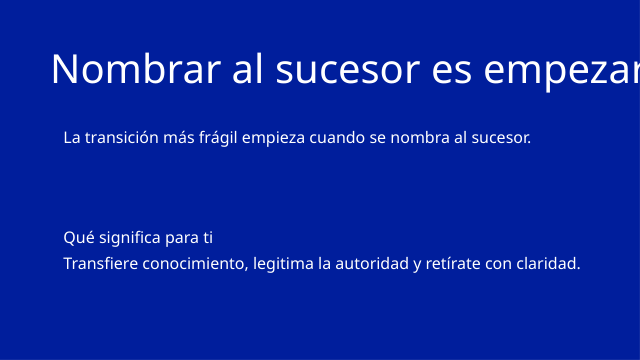 Nombrar al sucesor es empezar
La transición más frágil empieza cuando se nombra al sucesor.
Qué significa para ti
Transfiere conocimiento, legitima la autoridad y retírate con claridad.